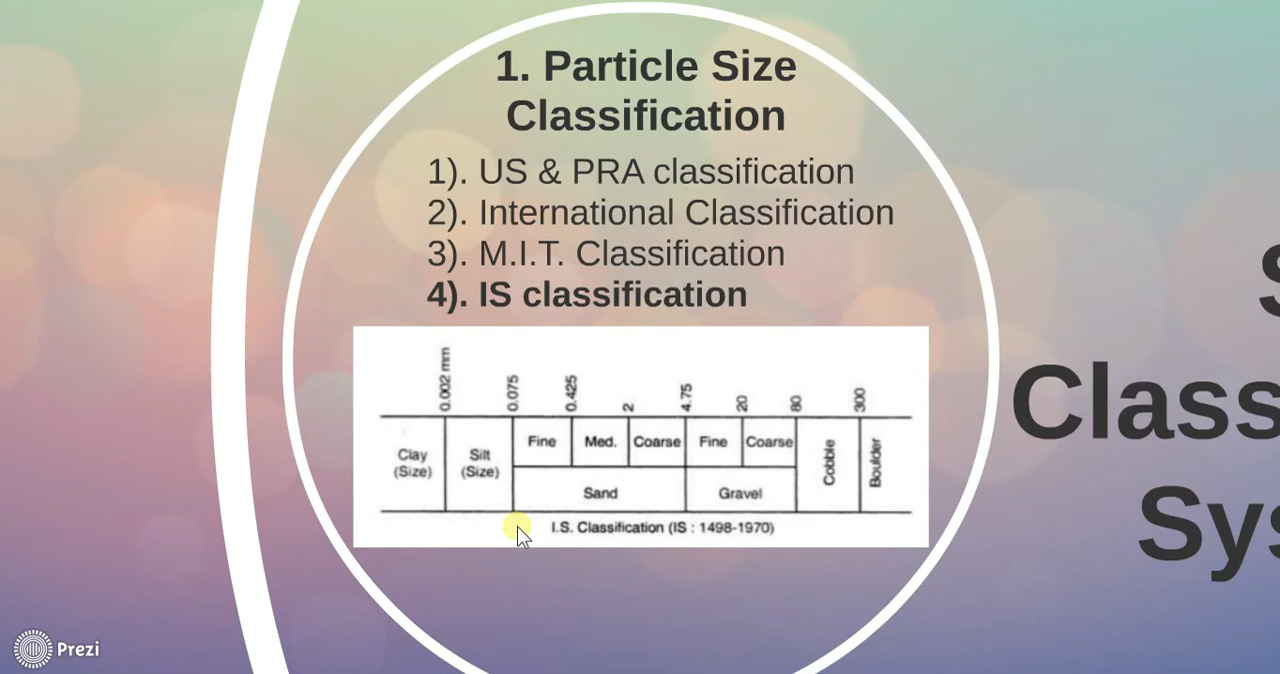 1. Particle Size
Classification
1). US & PRA classification
2). International Classification
3). M.I.T. Classification
4). IS classification
0.002 mm
0.075
0.425
2
4.75
20
80
300
Clay
(Size)
Silt
(Size)
Fine
Med.
Coarse
Fine
Coarse
Sand
Gravel
Cobble
Boulder
I.S. Classification (IS : 1498-1970)
S
Class
Sys
Prezi